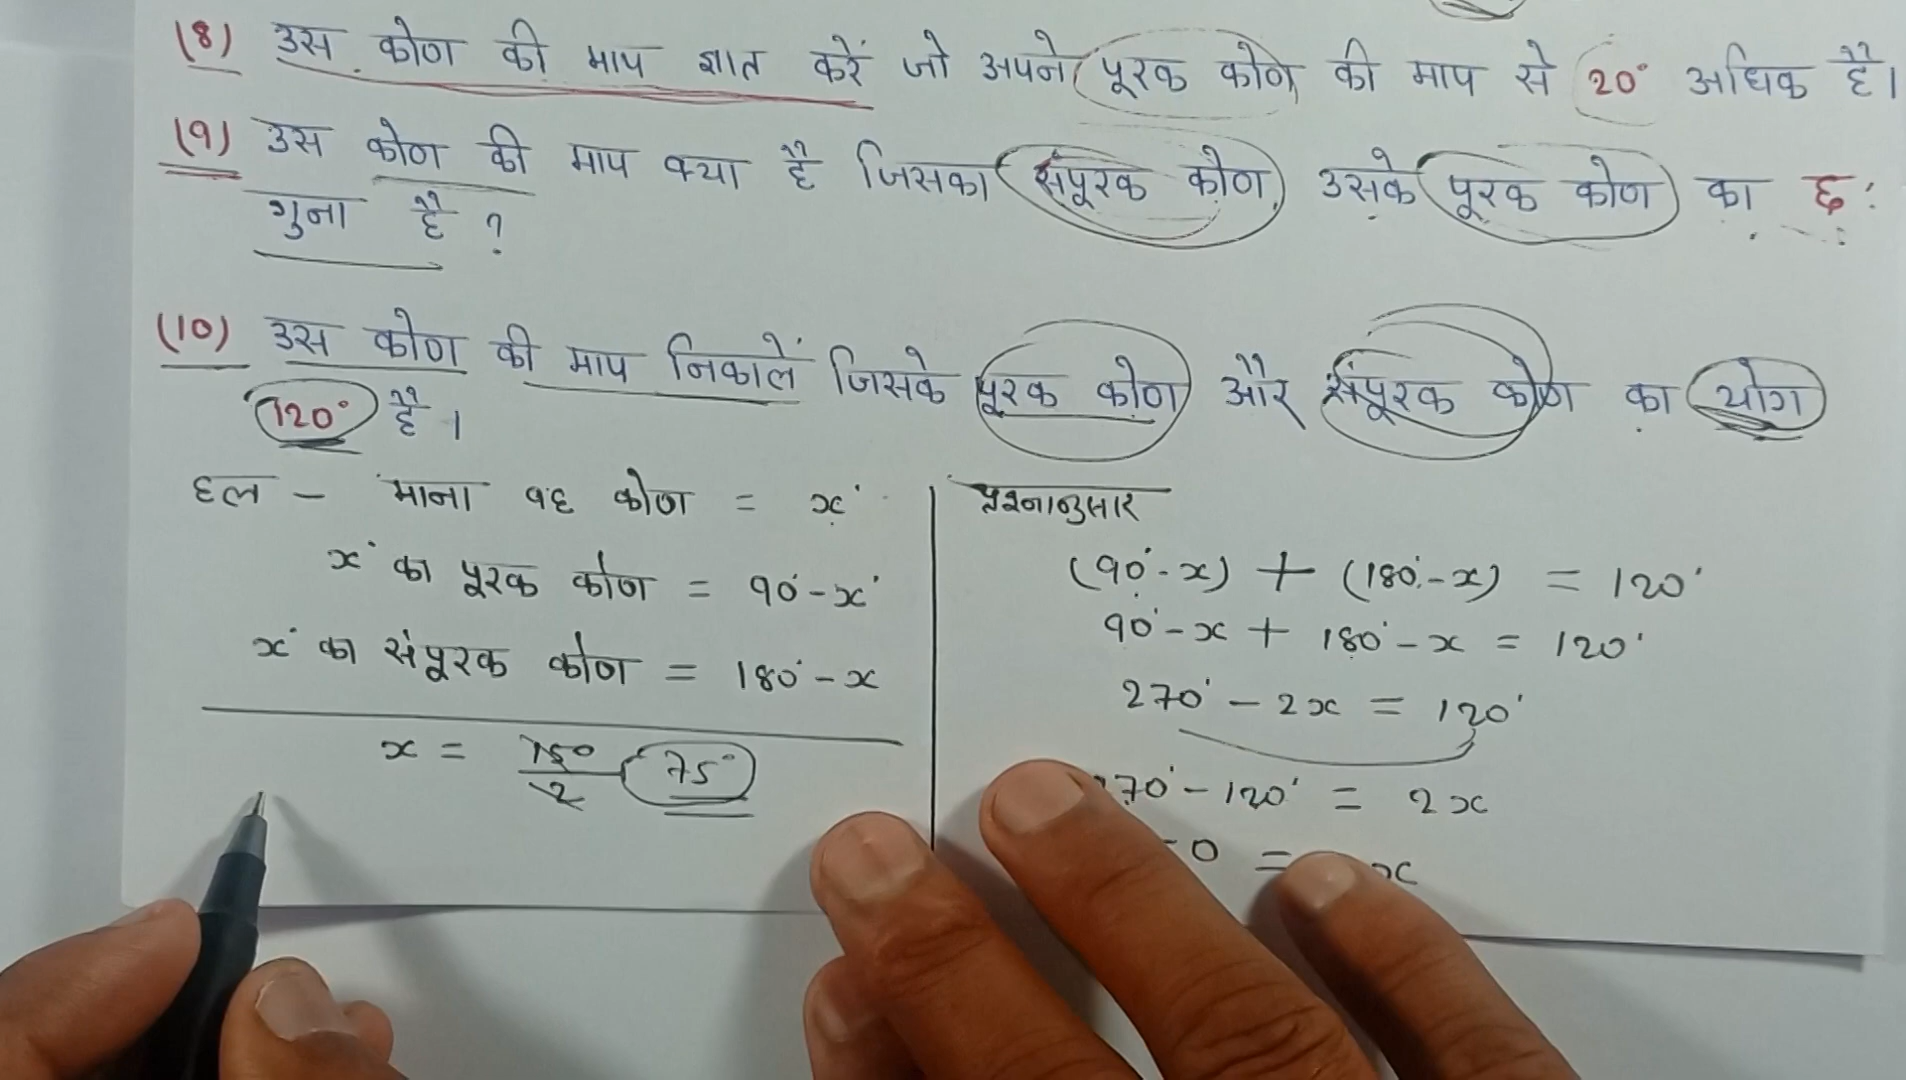 (8) उस कोण की माप ज्ञात करें जो अपने पूरक कोण की माप से 20° अधिक है।
(9) उस कोण की माप क्या है जिसका संपूरक कोण उसके पूरक कोण का छः
गुना है ?
(10) उस कोण की माप निकालें जिसके पूरक कोण और संपूरक कोण का योग
120° है।
हल - माना वह कोण = x°
x° का पूरक कोण = 90°-x°
x° का संपूरक कोण = 180°-x
x = 150/2 75°
प्रश्नानुसार
(90°-x) + (180°-x) = 120°
90°-x + 180°-x = 120°
270° - 2x = 120°
70° - 120° = 2x
0 = x